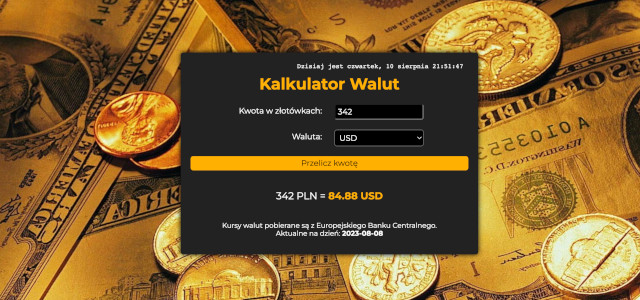 Dzisiaj jest czwartek, 10 sierpnia 21:51:47
Kalkulator Walut
Kwota w złotówkach: 342
Waluta: USD
Przelicz kwotę
342 PLN = 84.88 USD
Kursy walut pobierane są z Europejskiego Banku Centralnego.
Aktualne na dzień: 2023-08-08